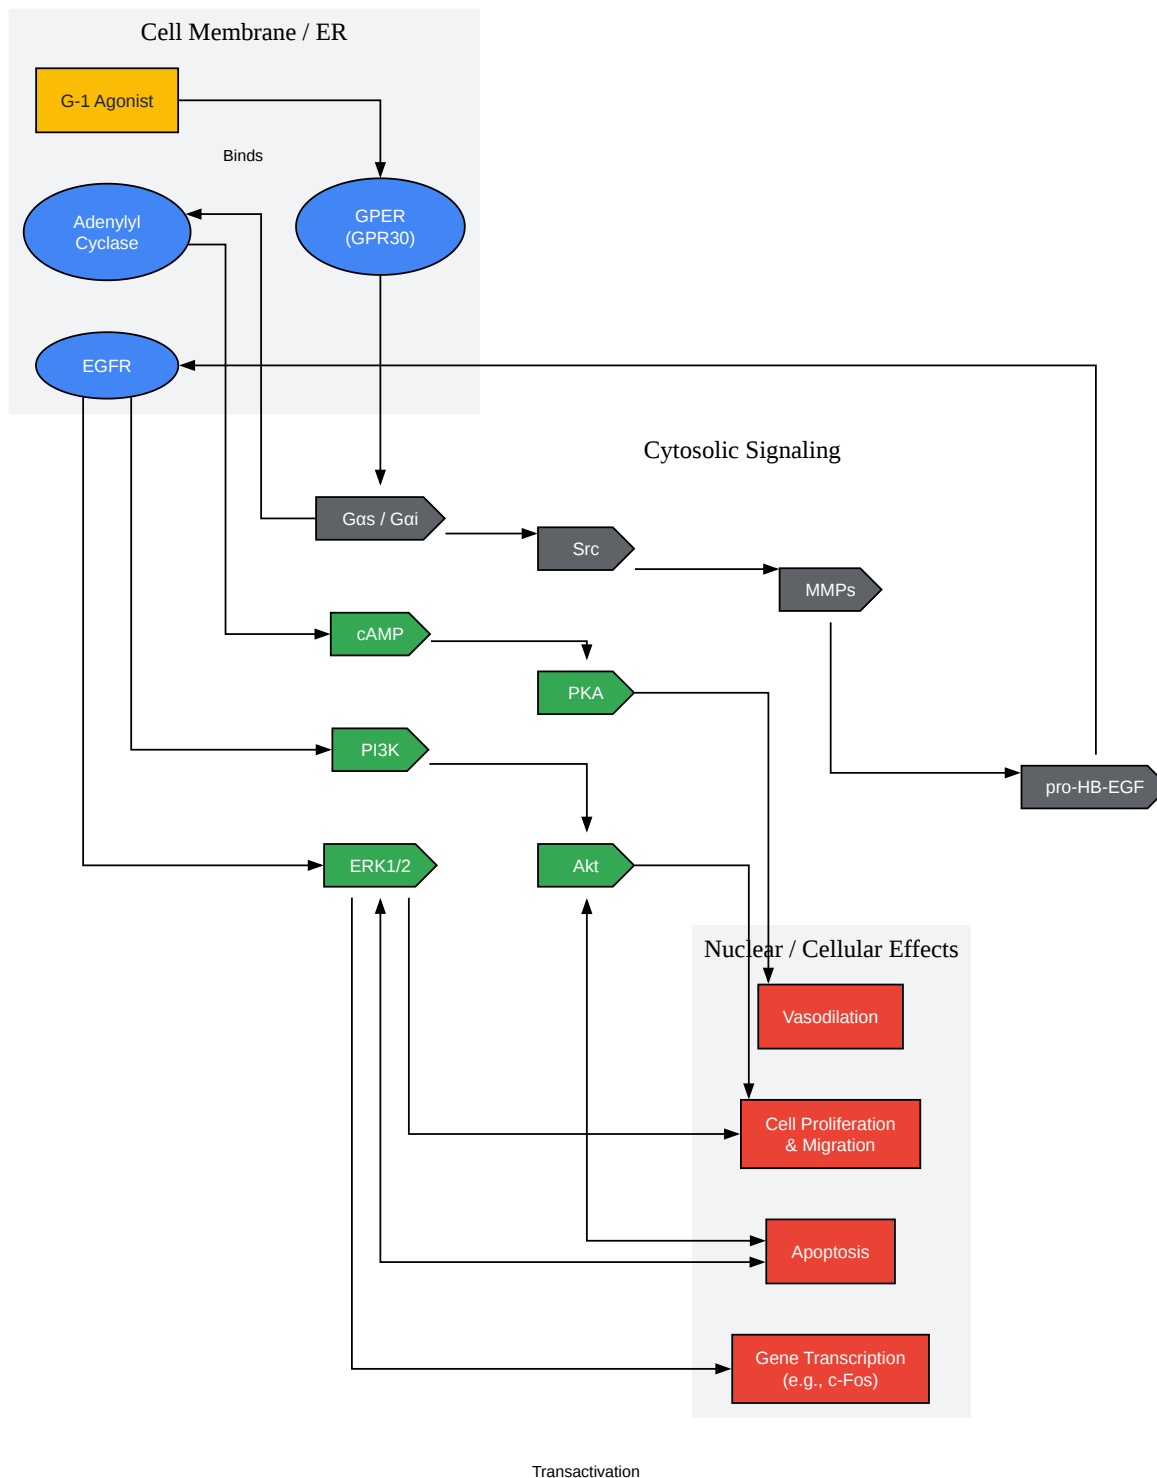 Cell Membrane / ER
G-1 Agonist
Binds
Adenylyl
Cyclase
GPER
(GPR30)
EGFR
Cytosolic Signaling
Gαs / Gαi
Src
MMPs
cAMP
PKA
PI3K
pro-HB-EGF
ERK1/2
Akt
Nuclear / Cellular Effects
Vasodilation
Cell Proliferation
& Migration
Apoptosis
Gene Transcription
(e.g., c-Fos)
Transactivation